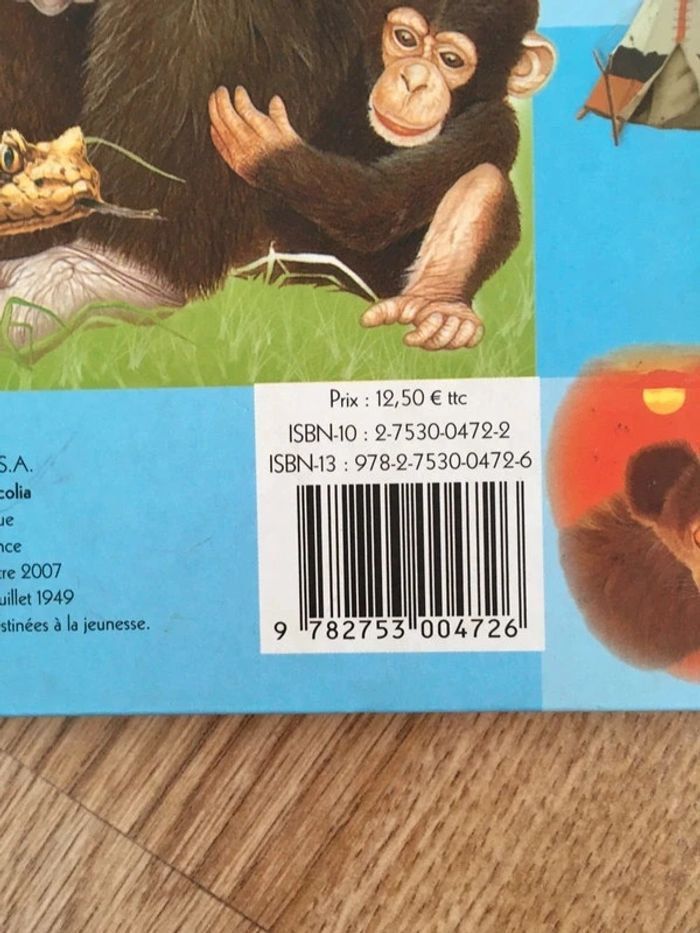 Prix : 12,50 € ttc
ISBN-10 : 2-7530-0472-2
ISBN-13 : 978-2-7530-0472-6
9 782753 004726
S.A.
colia
ue
nce
re 2007
uillet 1949
stinées à la jeunesse.